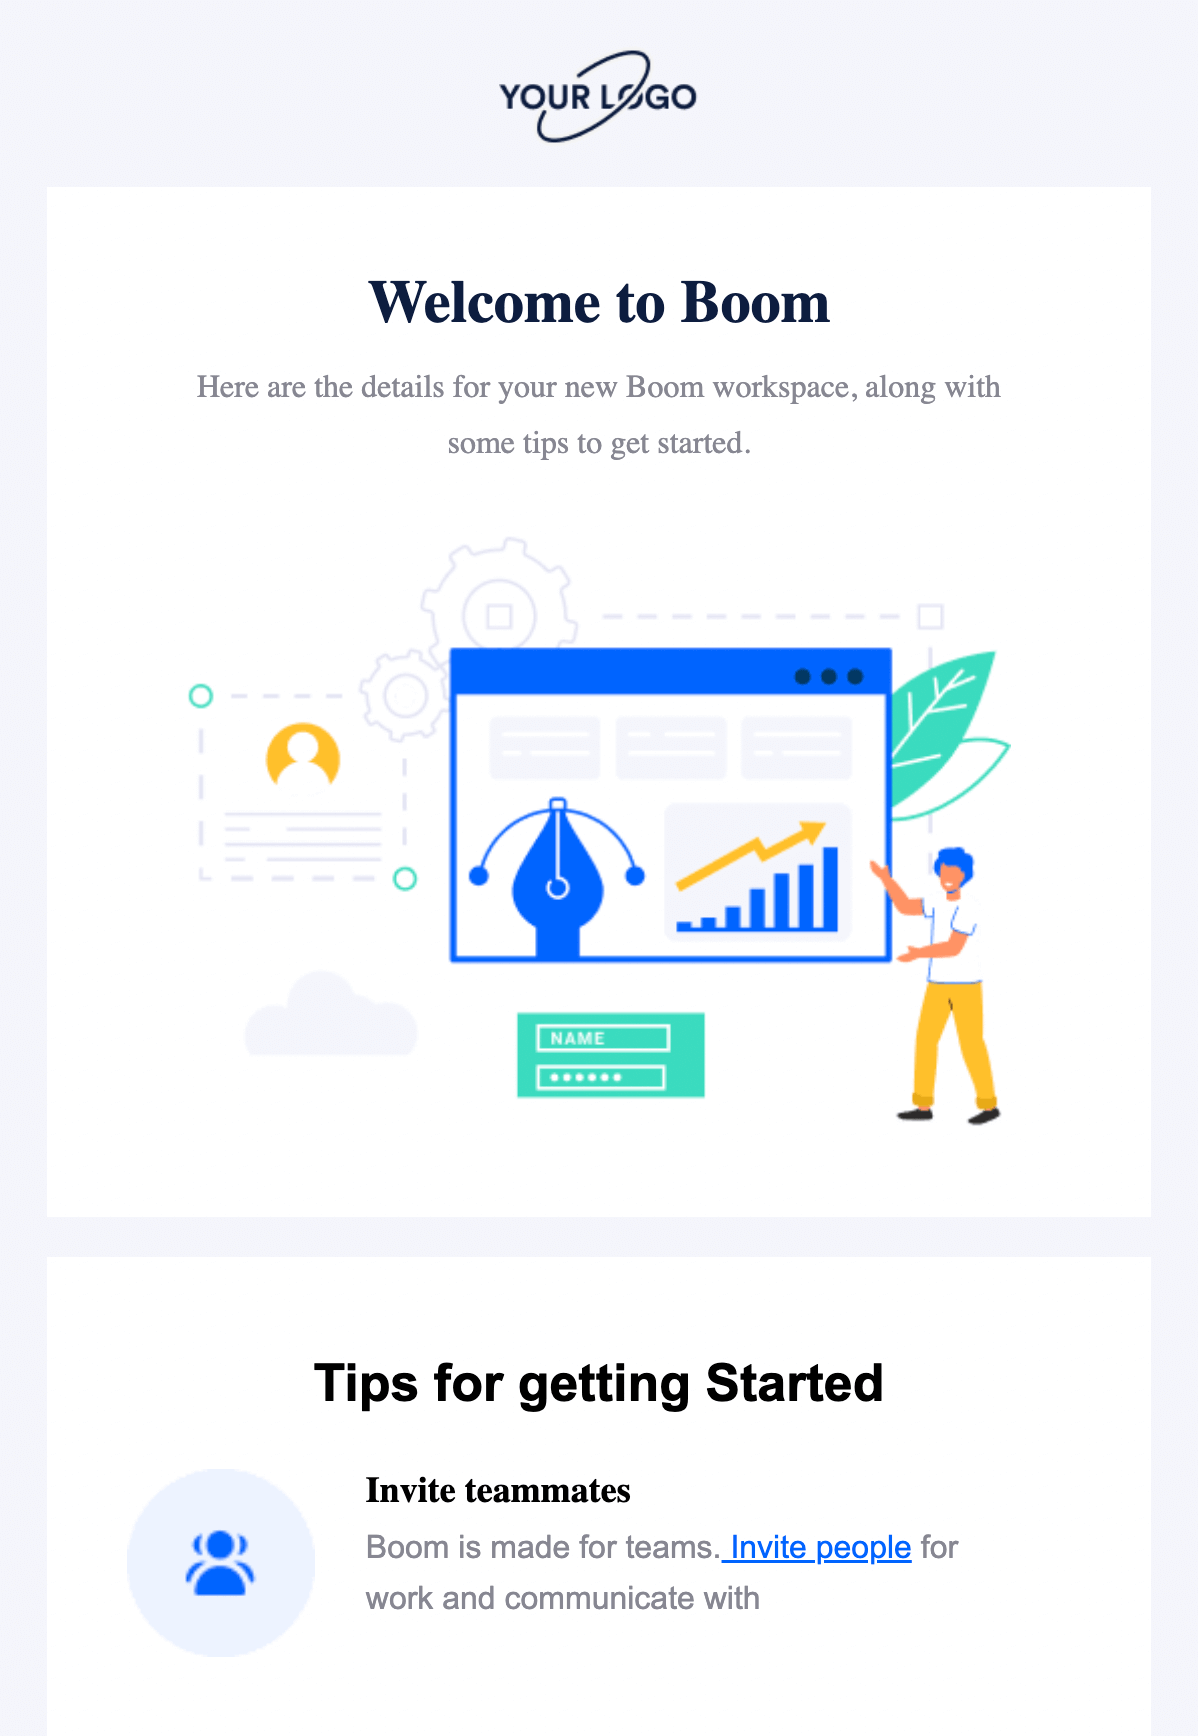 YOUR LOGO
Welcome to Boom
Here are the details for your new Boom workspace, along with
some tips to get started.
NAME
Tips for getting Started
Invite teammates
Boom is made for teams. Invite people for
work and communicate with